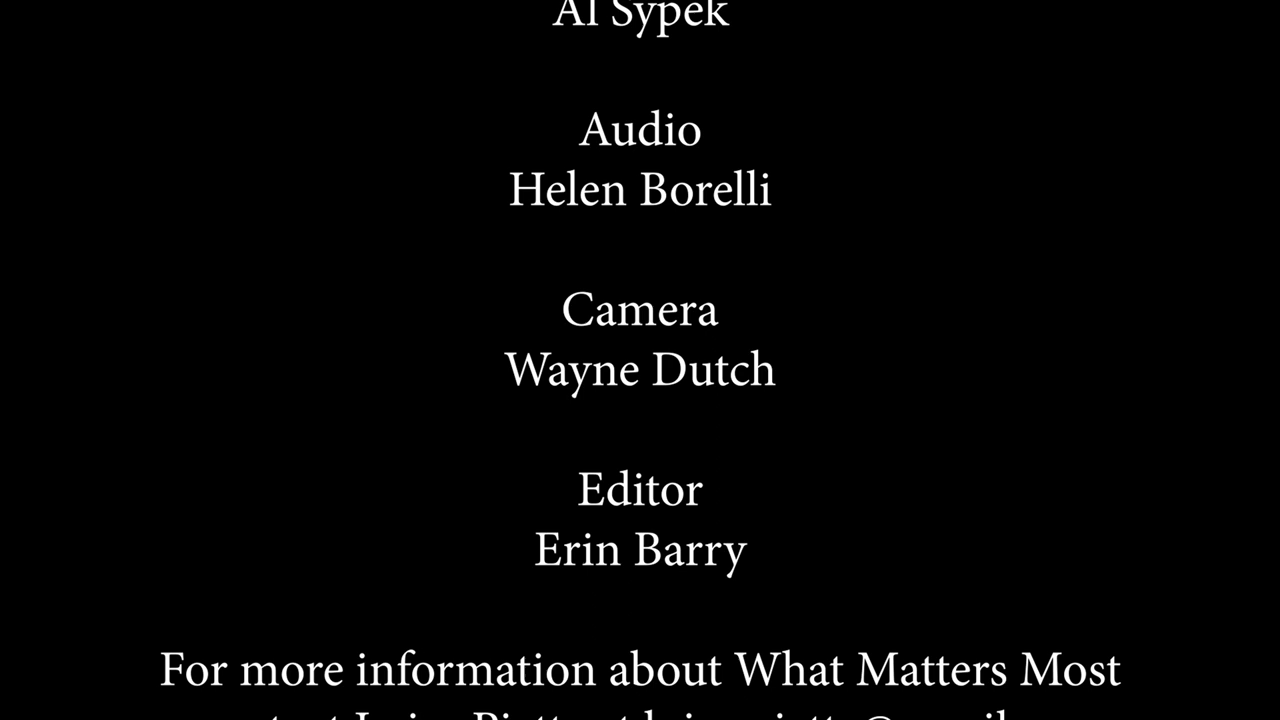 Al Sypek
Audio
Helen Borelli
Camera
Wayne Dutch
Editor
Erin Barry
For more information about What Matters Most